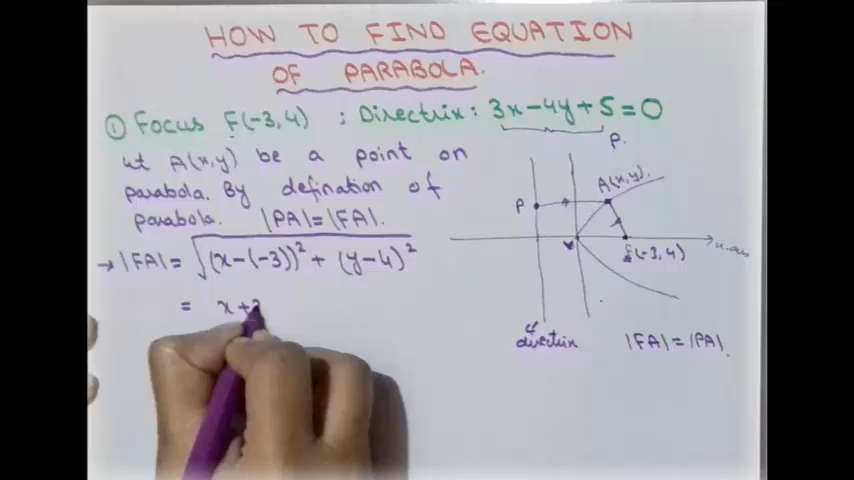 HOW TO FIND EQUATION
OF PARABOLA.
① Focus F(-3,4) ; Directrix: 3x-4y+5=0
let A(x,y) be a point on
parabola. By defination of
parabola. |PA|=|FA|.
→|FA|= √(x-(-3))² + (y-4)²
= x+3
P.
A(x,y).
P
x-axis
F(-3,4)
directrix
|FA|=|PA|.